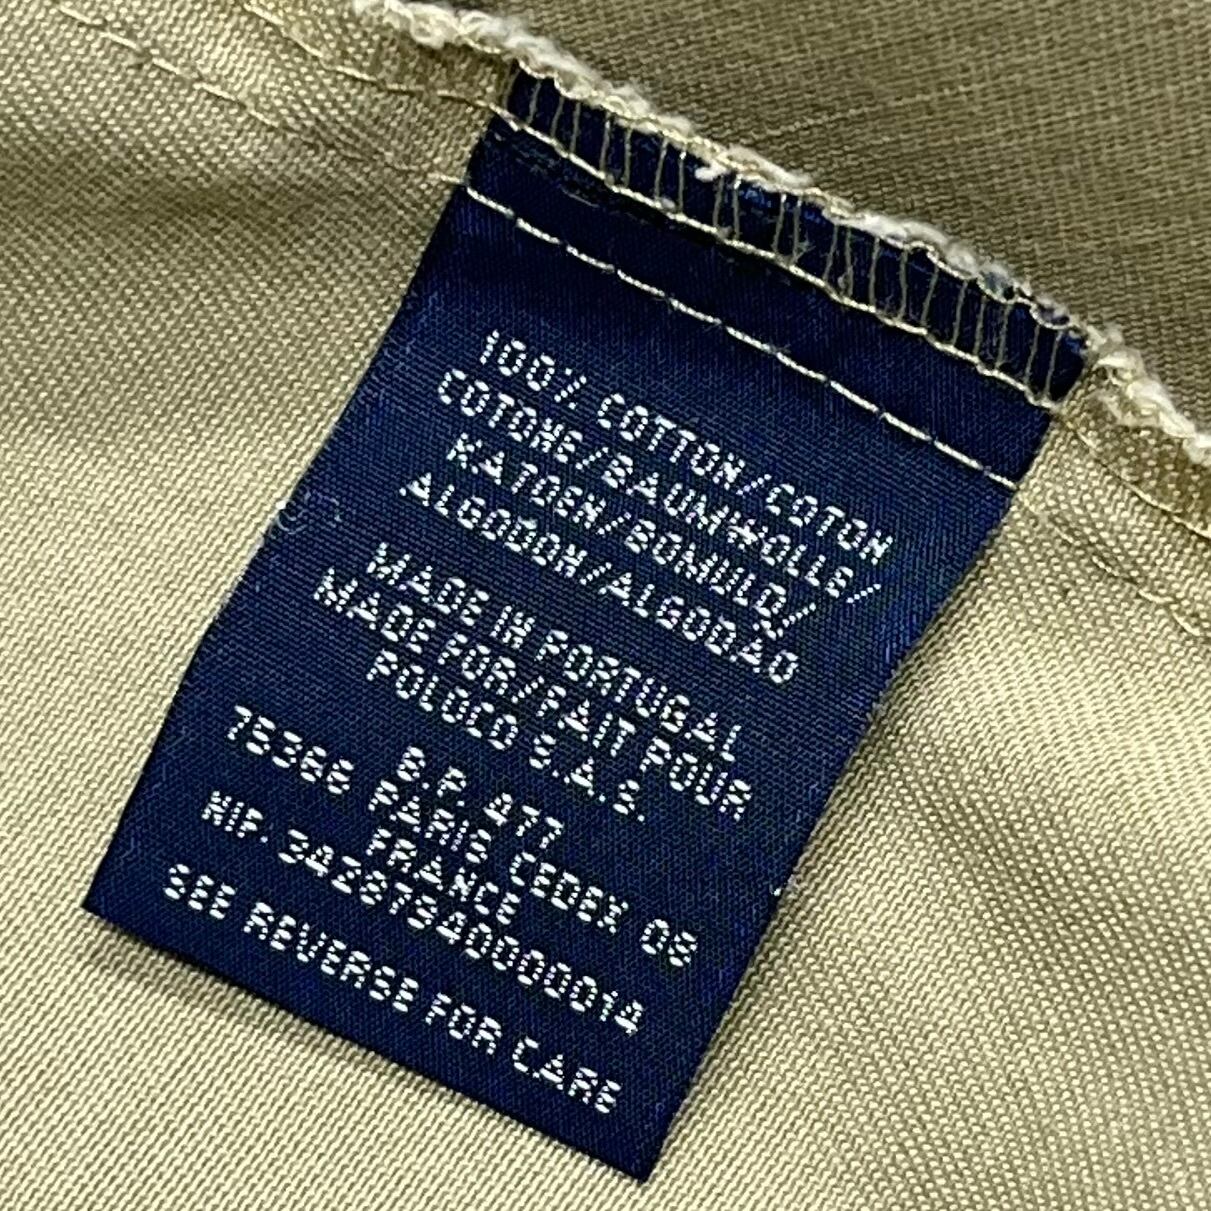 100% COTTON/COTON
COTONE/BAUMWOLLE/
KATOEN/BOMULD/
ALGODON/ALGODÃO
MADE IN PORTUGAL
MADE FOR/FAIT POUR
POLOCO S.A.S.
B.P. 477
75366 PARIS CEDEX 08
FRANCE
NIF. 34287940000014
SEE REVERSE FOR CARE